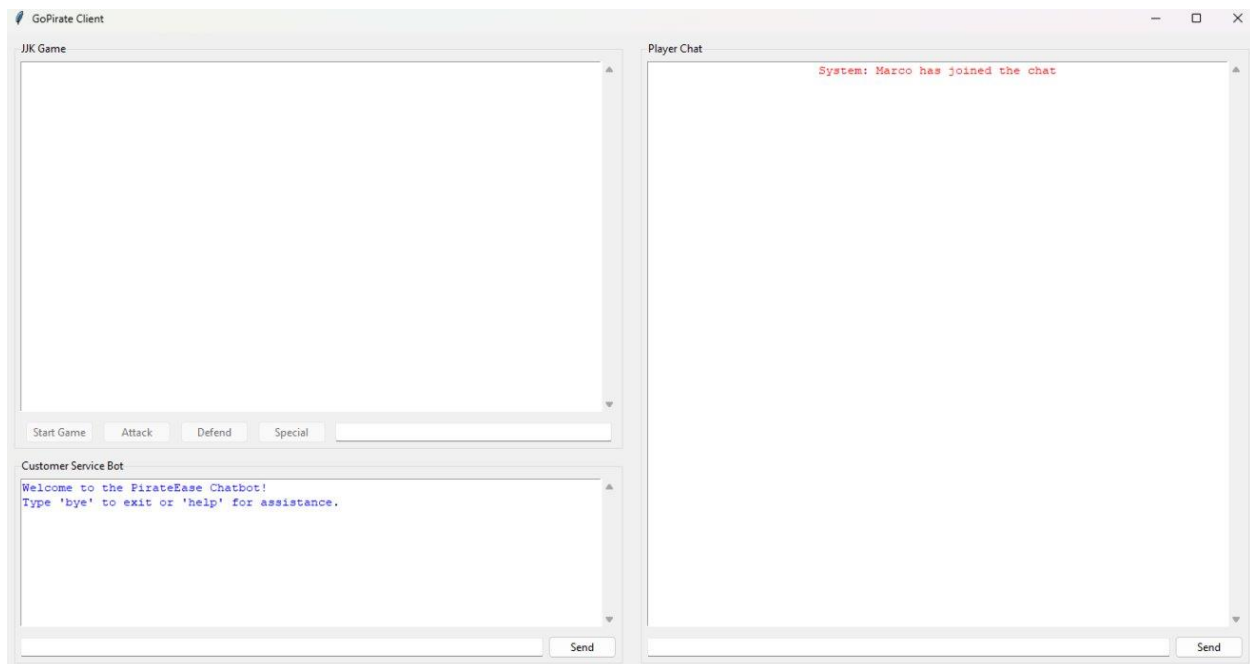 GoPirate Client
JJK Game
Start Game Attack Defend Special
Customer Service Bot
Welcome to the PirateEase Chatbot!
Type 'bye' to exit or 'help' for assistance.
Send
Player Chat
System: Marco has joined the chat
Send